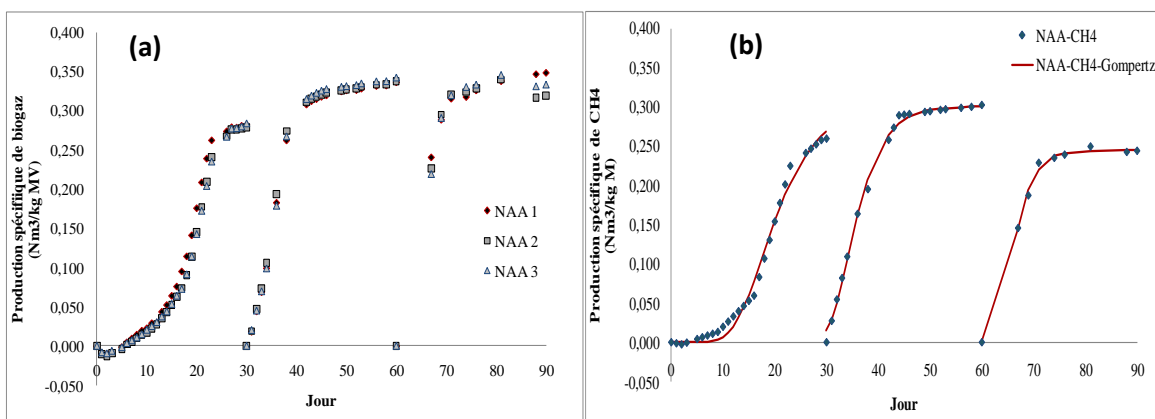 (a)
Production spécifiique de biogaz
(Nm3/kg MV)
0,400
0,350
0,300
0,250
0,200
0,150
0,100
0,050
0,000
-0,050
0 10 20 30 40 50 60 70 80 90
Jour
NAA 1
NAA 2
NAA 3
(b)
Production spécifique de CH4
(Nm3/kg M)
0,400
0,350
0,300
0,250
0,200
0,150
0,100
0,050
0,000
-0,050
0 10 20 30 40 50 60 70 80 90
Jour
NAA-CH4
NAA-CH4-Gompertz